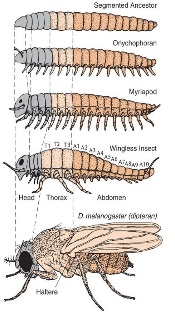 Segmented Ancestor
Onychophoran
Myriapod
Wingless Insect
T1 T2 T3 A1 A2 A3 A4 A5 A6 A7 A8 A9 A10
Head Thorax Abdomen
D. melanogaster (dipteran)
Haltere